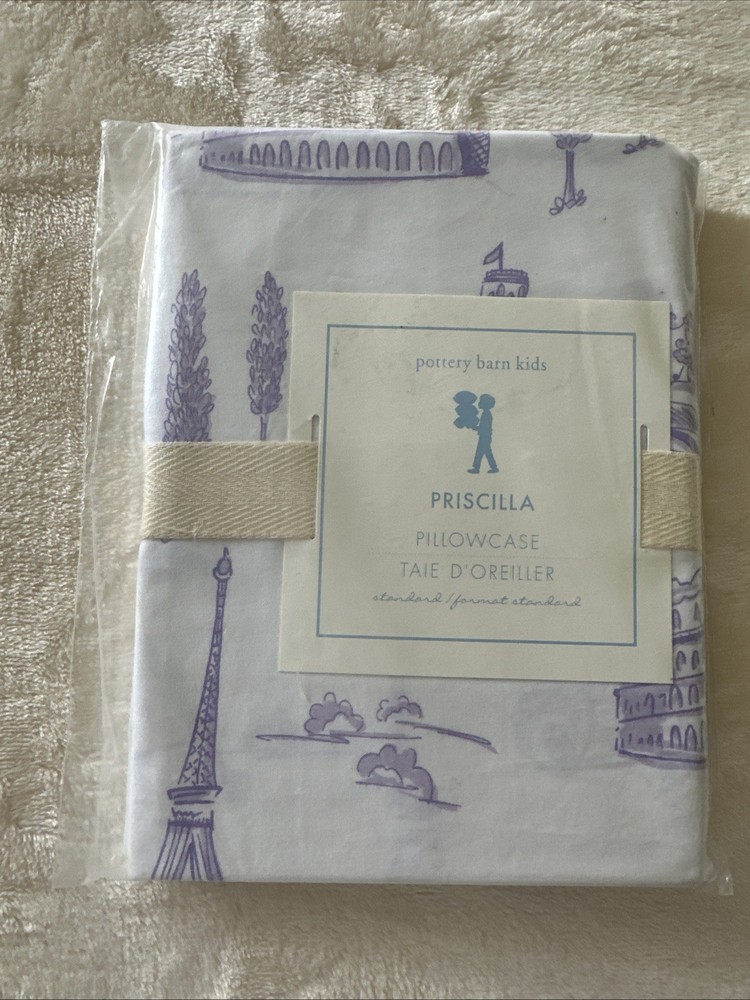 pottery barn kids
PRISCILLA
PILLOWCASE
TAIE D'OREILLER
standard / format standard